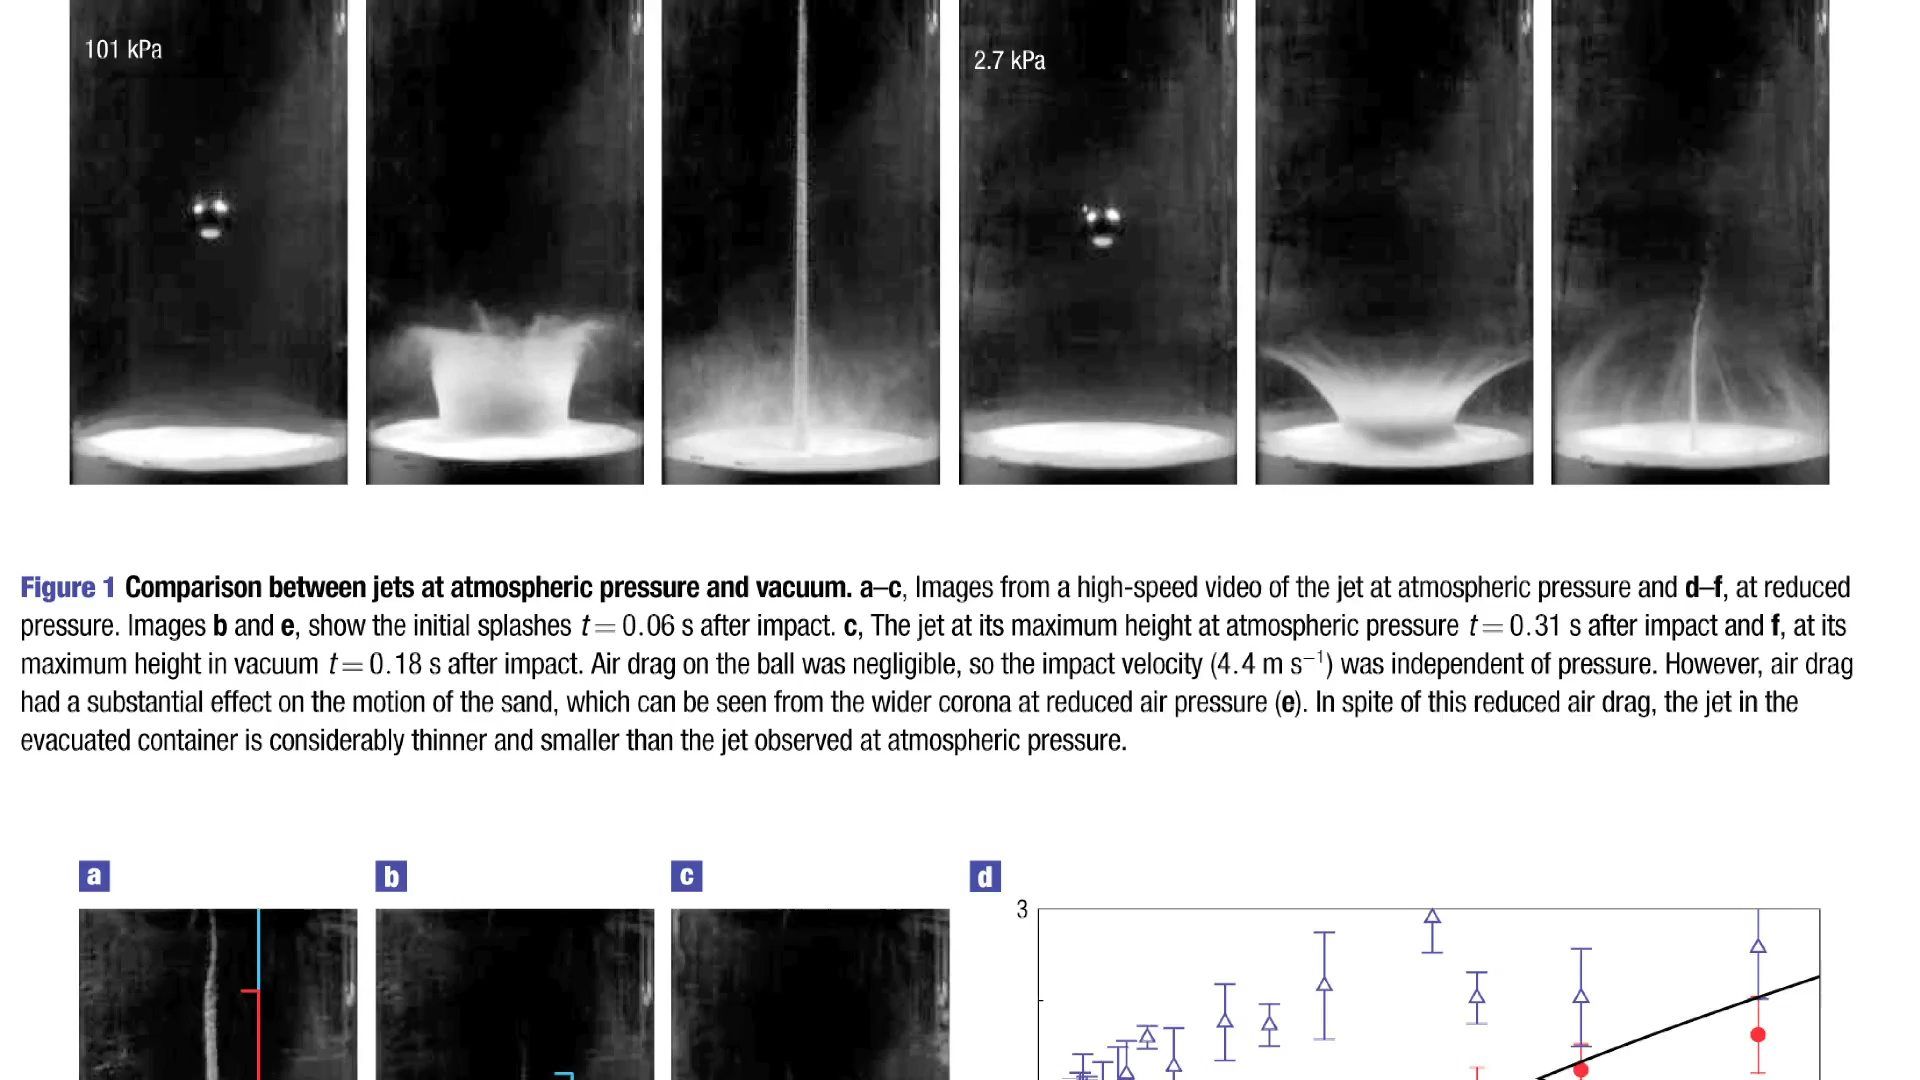 101 kPa
2.7 kPa
Figure 1 Comparison between jets at atmospheric pressure and vacuum. a–c, Images from a high-speed video of the jet at atmospheric pressure and d–f, at reduced
pressure. Images b and e, show the initial splashes t = 0.06 s after impact. c, The jet at its maximum height at atmospheric pressure t = 0.31 s after impact and f, at its
maximum height in vacuum t = 0.18 s after impact. Air drag on the ball was negligible, so the impact velocity (4.4 m s⁻¹) was independent of pressure. However, air drag
had a substantial effect on the motion of the sand, which can be seen from the wider corona at reduced air pressure (e). In spite of this reduced air drag, the jet in the
evacuated container is considerably thinner and smaller than the jet observed at atmospheric pressure.
a
b
c
d
3